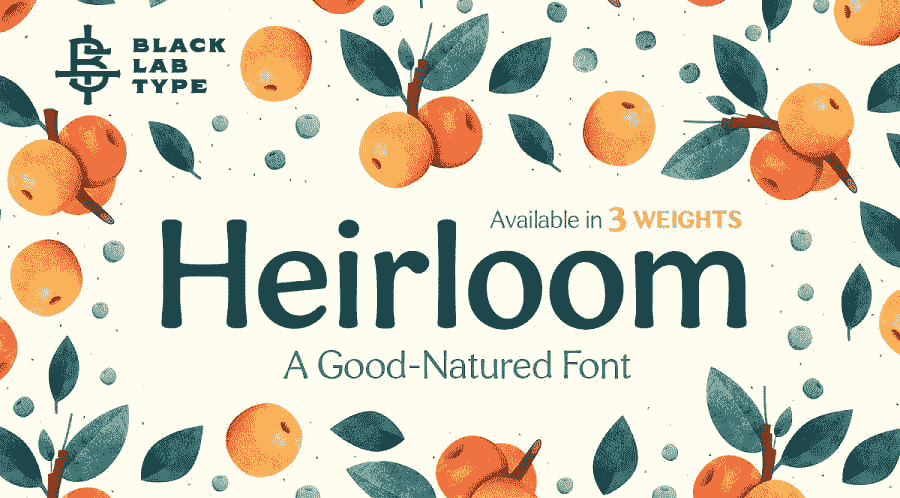 BLACK
LAB
TYPE
Available in 3 WEIGHTS
Heirloom
A Good-Natured Font